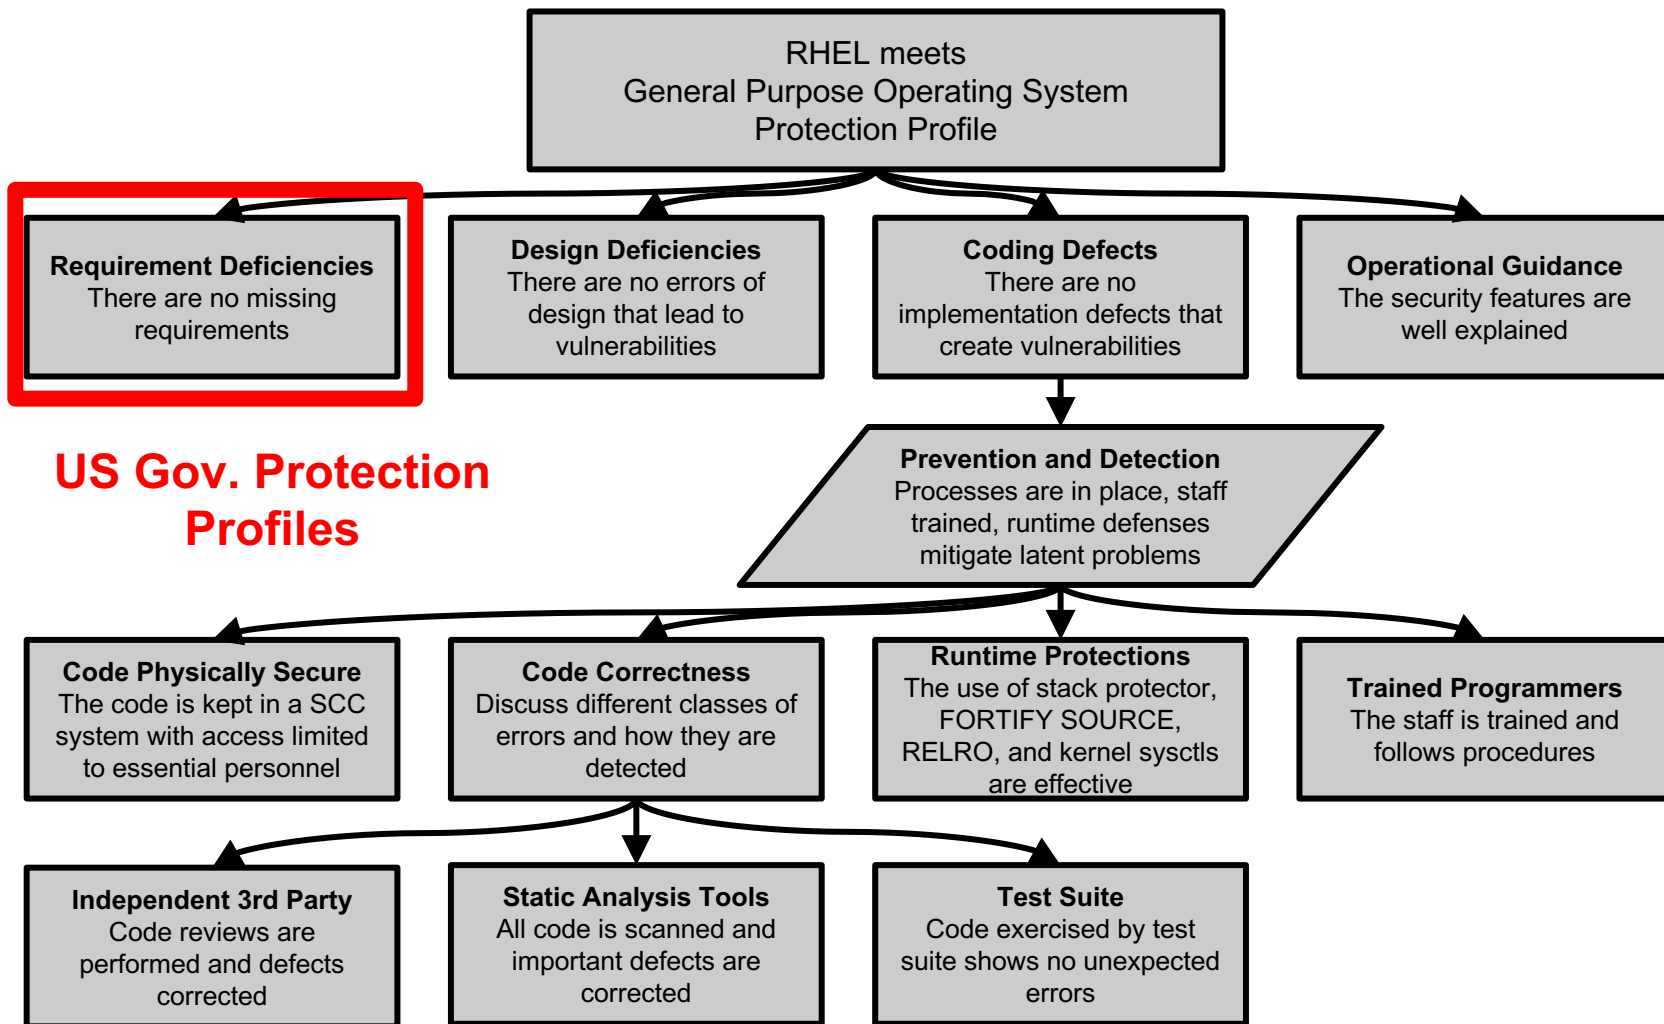 RHEL meets
General Purpose Operating System
Protection Profile
Requirement Deficiencies
There are no missing
requirements
Design Deficiencies
There are no errors of
design that lead to
vulnerabilities
Coding Defects
There are no
implementation defects that
create vulnerabilities
Operational Guidance
The security features are
well explained
US Gov. Protection
Profiles
Prevention and Detection
Processes are in place, staff
trained, runtime defenses
mitigate latent problems
Code Physically Secure
The code is kept in a SCC
system with access limited
to essential personnel
Code Correctness
Discuss different classes of
errors and how they are
detected
Runtime Protections
The use of stack protector,
FORTIFY SOURCE,
RELRO, and kernel sysctls
are effective
Trained Programmers
The staff is trained and
follows procedures
Independent 3rd Party
Code reviews are
performed and defects
corrected
Static Analysis Tools
All code is scanned and
important defects are
corrected
Test Suite
Code exercised by test
suite shows no unexpected
errors